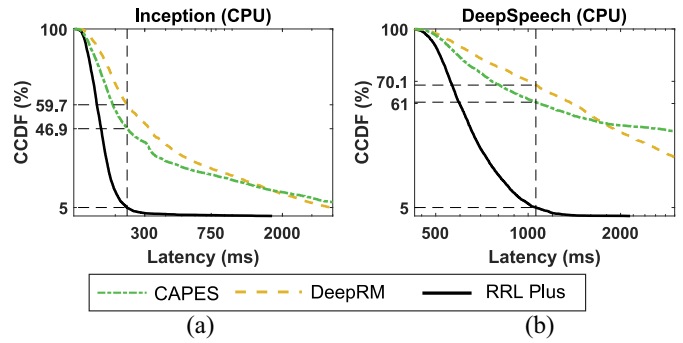 Inception (CPU)
CCDF (%)
100
59.7
46.9
5
300 750 2000
Latency (ms)
DeepSpeech (CPU)
CCDF (%)
100
70.1
61
5
500 1000 2000
Latency (ms)
CAPES DeepRM RRL Plus
(a) (b)